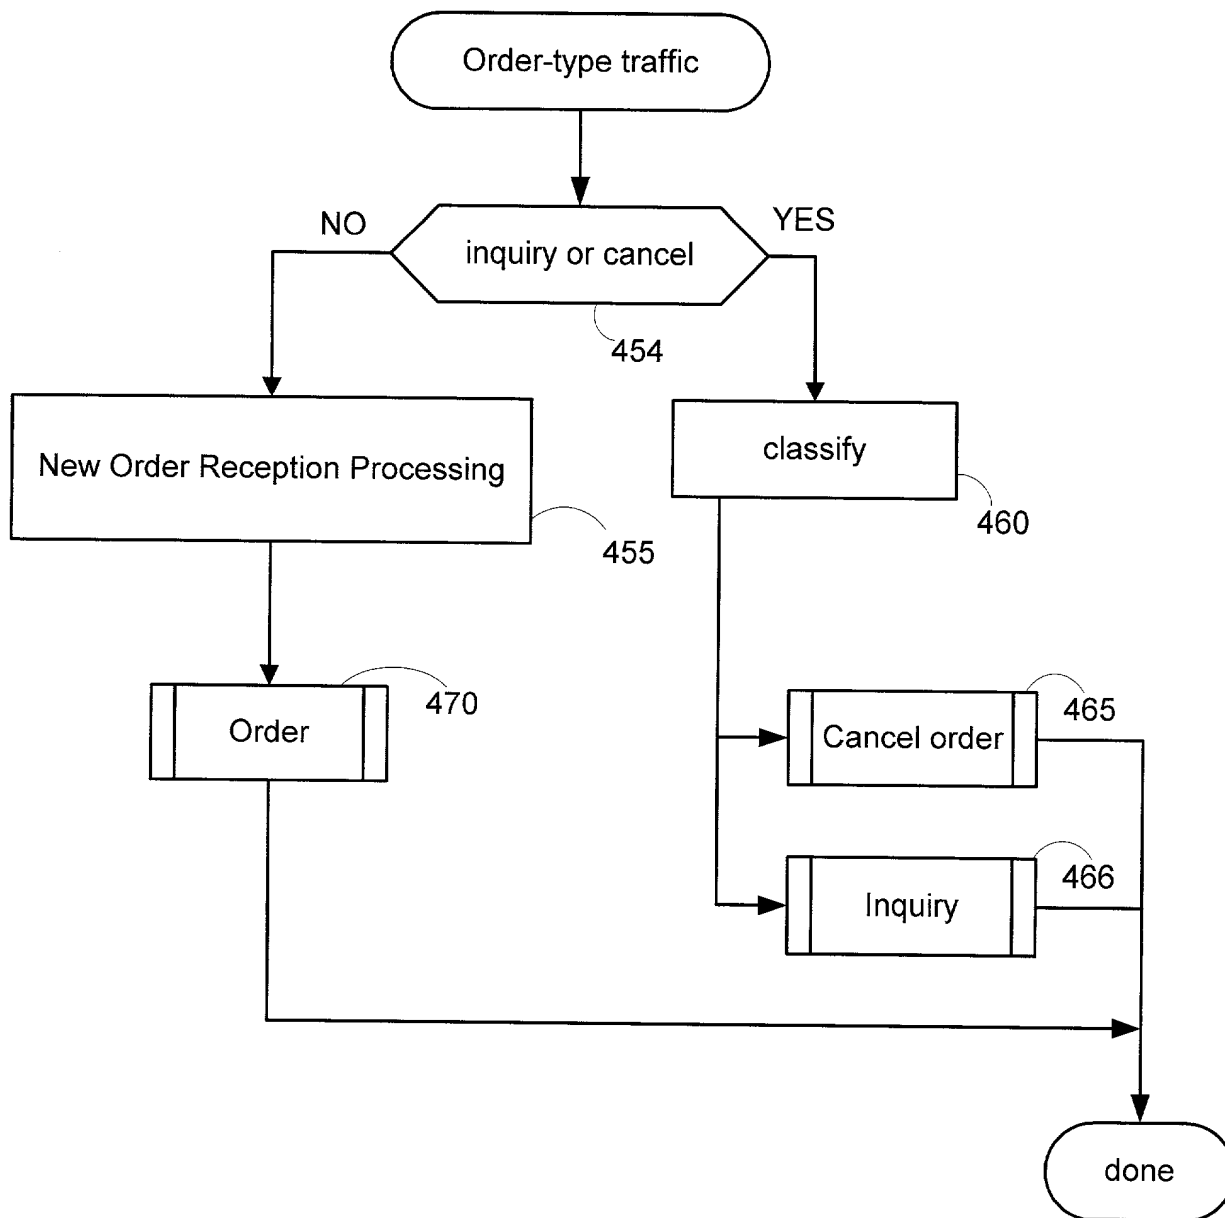 Order-type traffic
NO
YES
inquiry or cancel
454
New Order Reception Processing
455
classify
460
470
Order
465
Cancel order
466
Inquiry
done